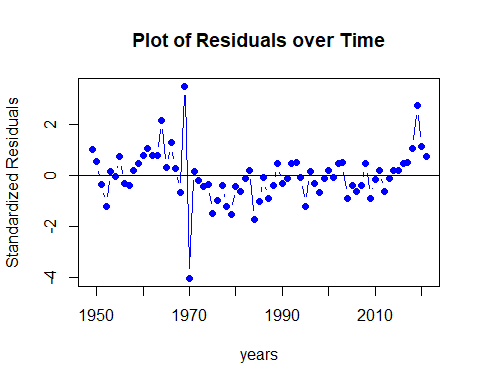 Plot of Residuals over Time
Standardized Residuals
2
0
-2
-4
1950 1970 1990 2010
years